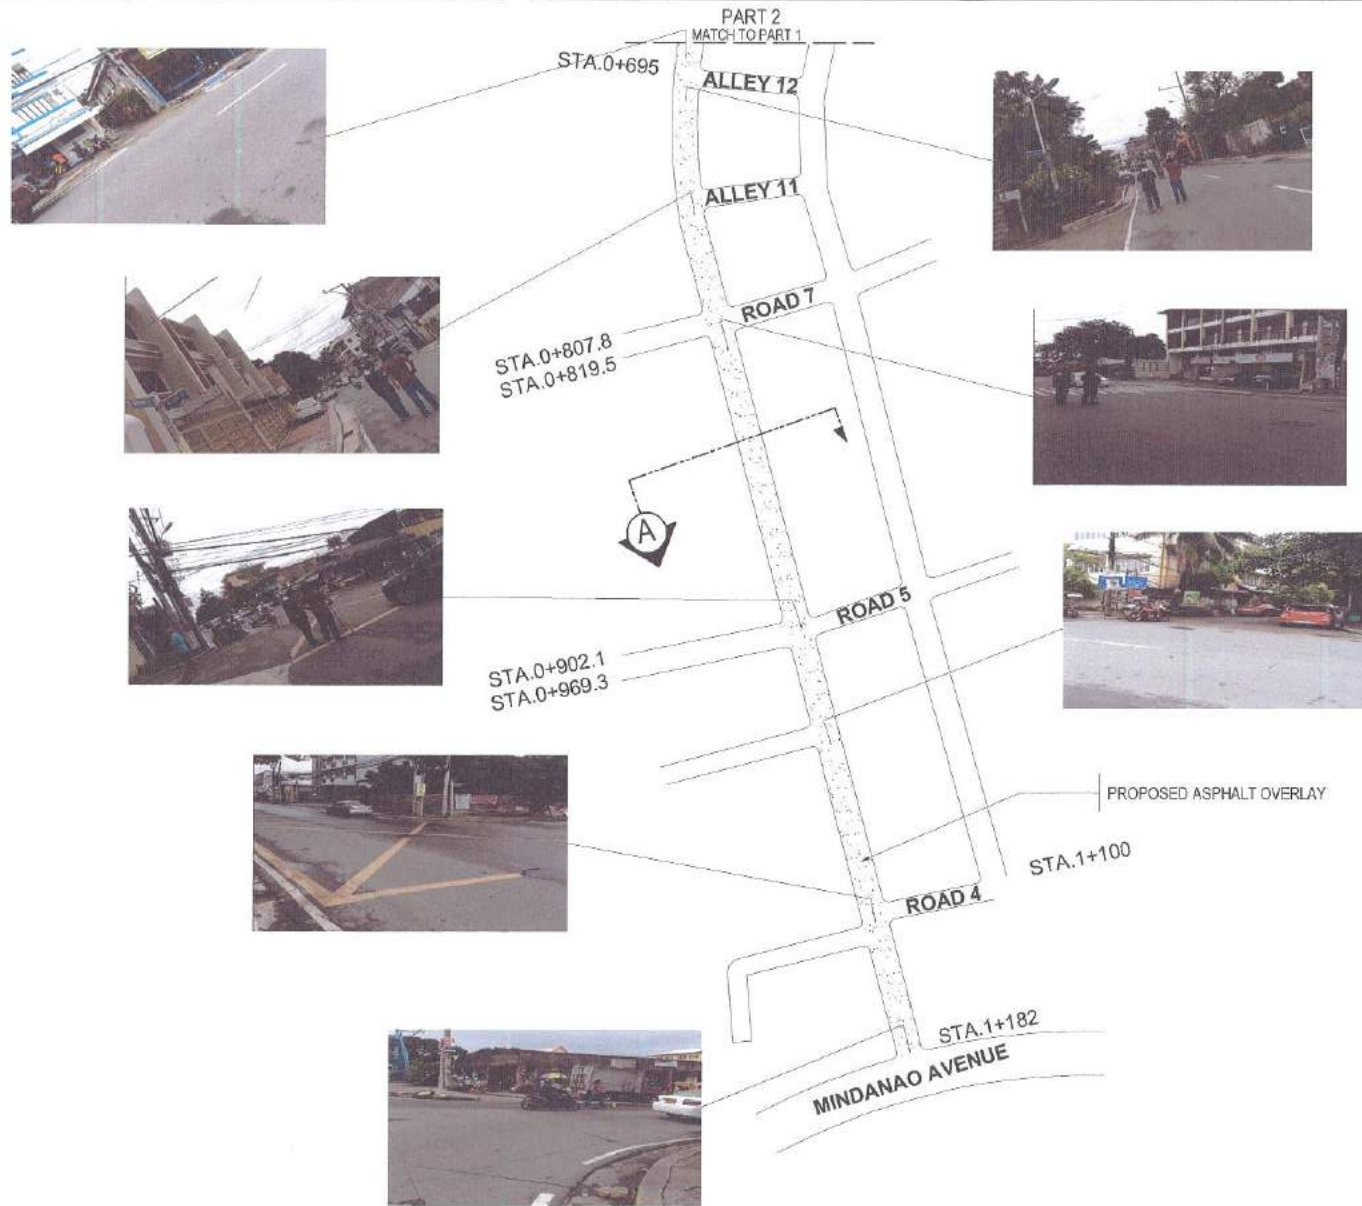 PART 2
MATCH TO PART 1
STA.0+695
ALLEY 12
ALLEY 11
ROAD 7
STA.0+807.8
STA.0+819.5
A
ROAD 5
STA.0+902.1
STA.0+969.3
PROPOSED ASPHALT OVERLAY
STA.1+100
ROAD 4
STA.1+182
MINDANAO AVENUE